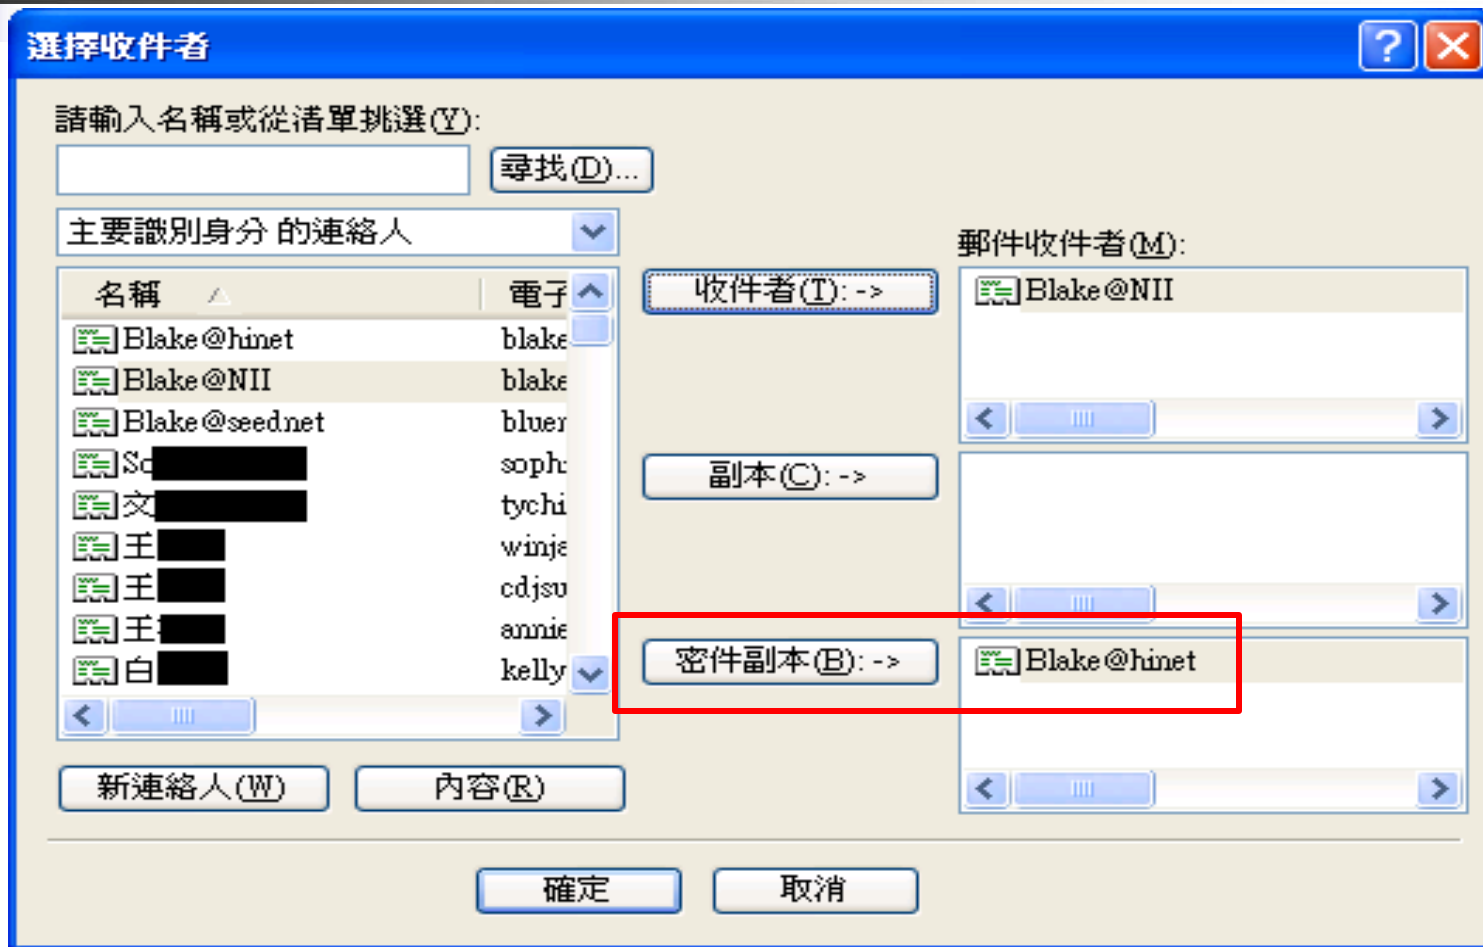 選擇收件者
請輸入名稱或從清單挑選(Y):
尋找(D)...
主要識別身分 的連絡人
名稱 電子
Blake@hinet blake
Blake@NII blake
Blake@seednet bluer
soph
文 tychi
王 winja
王 cdjsu
王 annie
白 kelly
新連絡人(W) 內容(R)
收件者(T): ->
副本(C): ->
密件副本(B): ->
郵件收件者(M):
Blake@NII
Blake@hinet
確定 取消